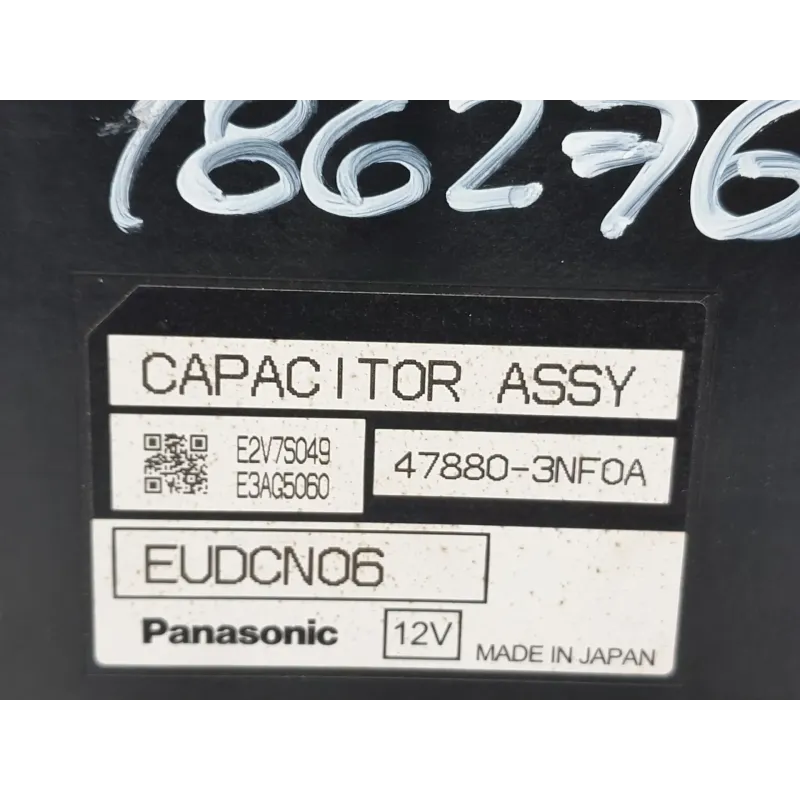 186276
CAPACITOR ASSY
E2V7S049
E3AG5060
47880-3NF0A
EUDCN06
Panasonic
12V
MADE IN JAPAN